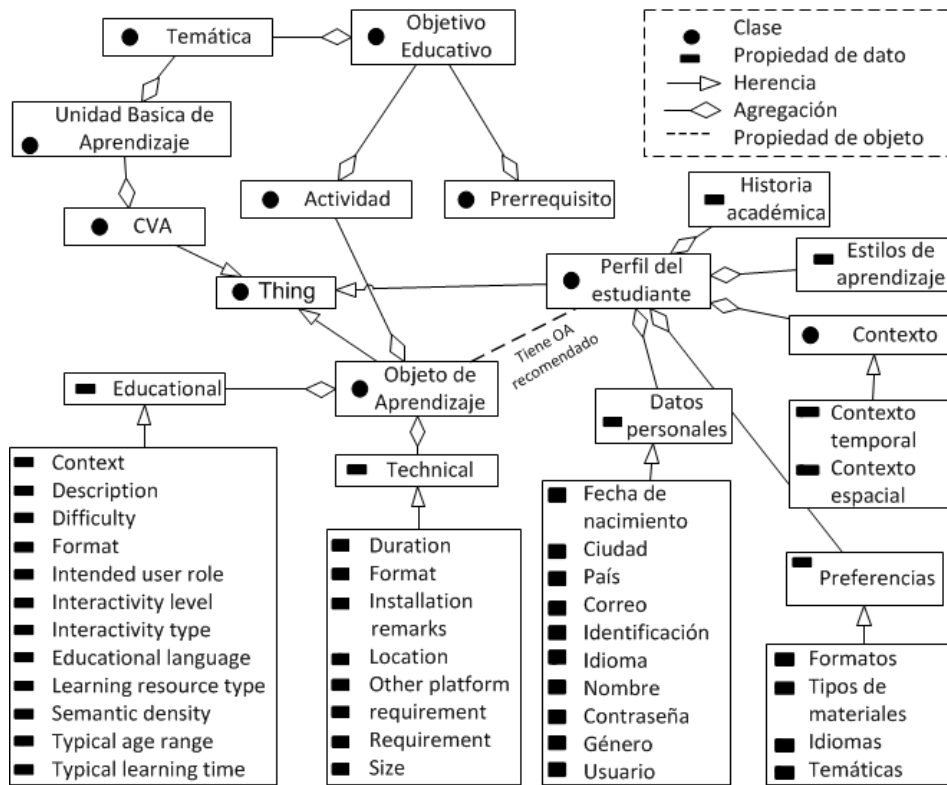 Temática
Objetivo
Educativo
Clase
Propiedad de dato
Herencia
Agregación
Propiedad de objeto
Unidad Basica de
Aprendizaje
Actividad
Prerrequisito
Historia
académica
CVA
Estilos de
aprendizaje
Thing
Perfil del
estudiante
Contexto
Tiene OA
recomendado
Educational
Objeto de
Aprendizaje
Datos
personales
Contexto
temporal
Contexto
espacial
Technical
Context
Description
Difficulty
Format
Intended user role
Interactivity level
Interactivity type
Educational language
Learning resource type
Semantic density
Typical age range
Typical learning time
Duration
Format
Installation
remarks
Location
Other platform
requirement
Requirement
Size
Fecha de
nacimiento
Ciudad
País
Correo
Identificación
Idioma
Nombre
Contraseña
Género
Usuario
Preferencias
Formatos
Tipos de
materiales
Idiomas
Temáticas